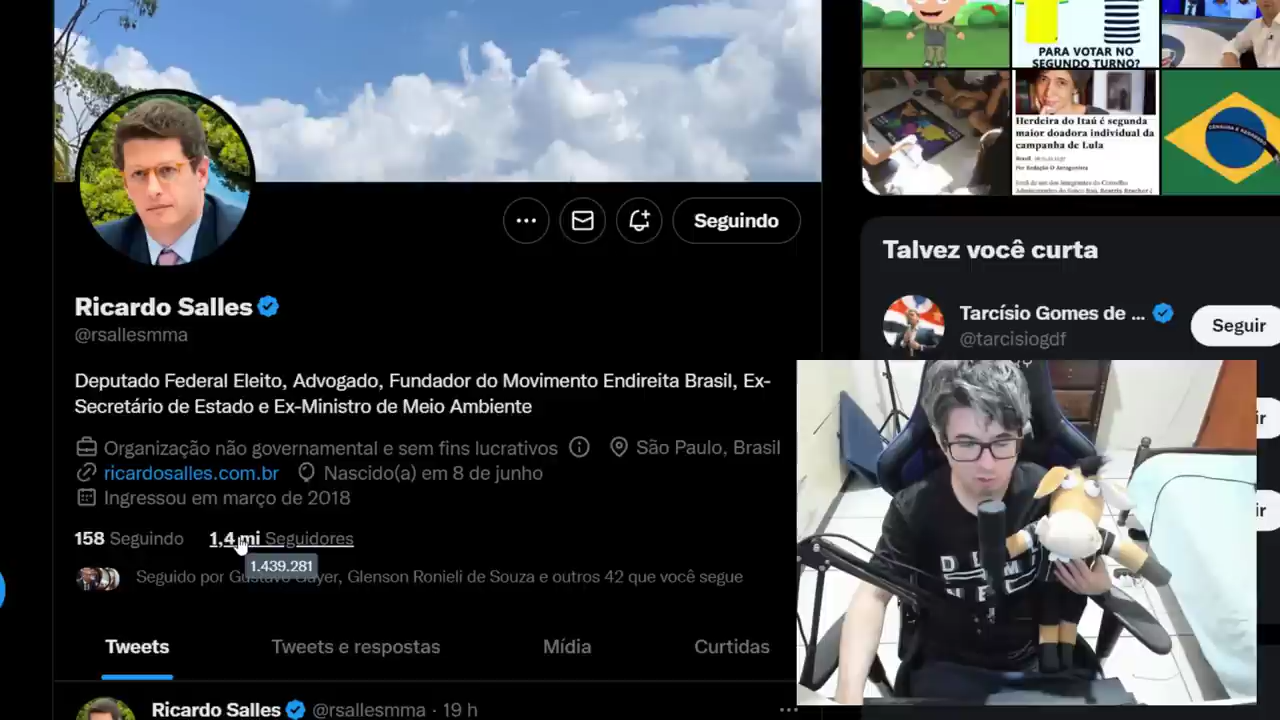 PARA VOTAR NO
SEGUNDO TURNO?
Herdeira do Itaú é segunda
maior doadora individual da
campanha de Lula
Por Redação O Antagonista
Seguindo
Ricardo Salles
@rsallesmma
Deputado Federal Eleito, Advogado, Fundador do Movimento Endireita Brasil, Ex-
Secretário de Estado e Ex-Ministro de Meio Ambiente
Organização não governamental e sem fins lucrativos
São Paulo, Brasil
ricardosalles.com.br
Nascido(a) em 8 de junho
Ingressou em março de 2018
158 Seguindo
1,4 mi Seguidores
1.439.281
Seguido por Gustavo Gayer, Glenson Ronieli de Souza e outros 42 que você segue
Tweets
Tweets e respostas
Mídia
Curtidas
Ricardo Salles @rsallesmma · 19 h
Talvez você curta
Tarcísio Gomes de ...
@tarcisiogdf
Seguir